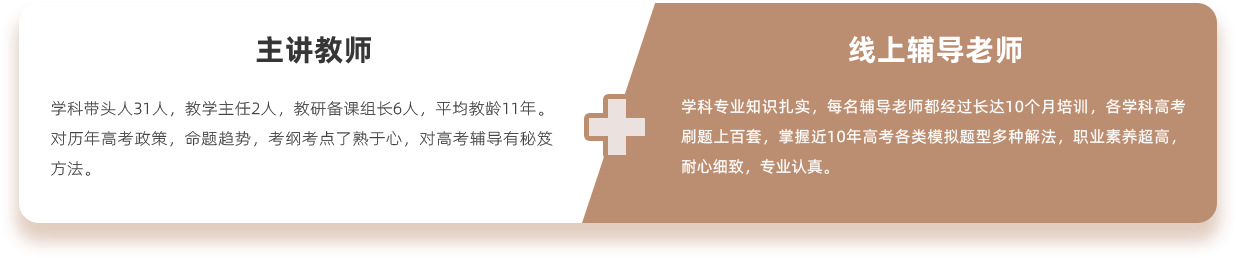 主讲教师
学科带头人31人，教学主任2人，教研备课组长6人，平均教龄11年。
对历年高考政策，命题趋势，考纲考点了熟于心，对高考辅导有秘笈
方法。
线上辅导老师
学科专业知识扎实，每名辅导老师都经过长达10个月培训，各学科高考
刷题上百套，掌握近10年高考各类模拟题型多种解法，职业素养超高，
耐心细致，专业认真。